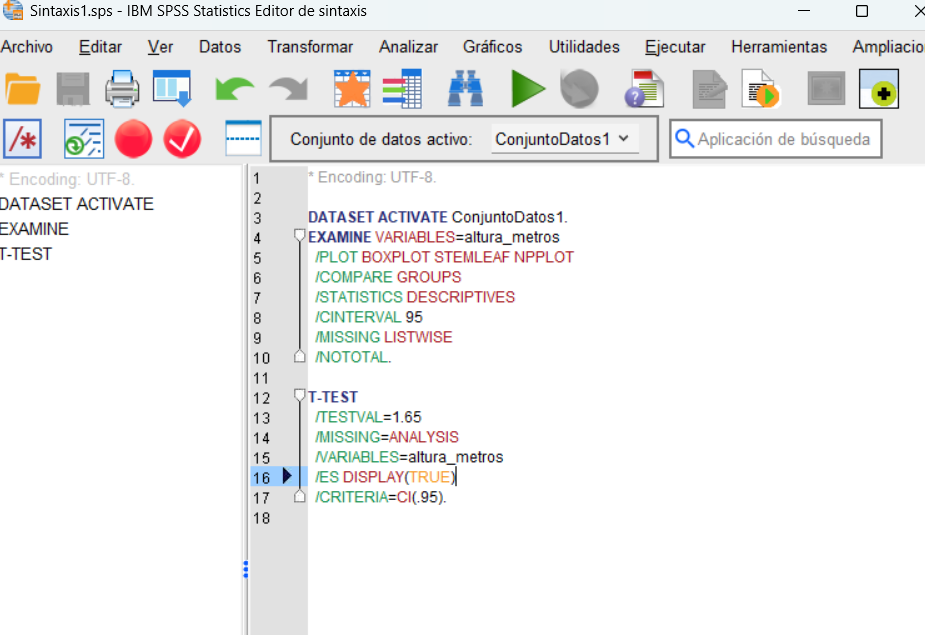 Sintaxis1.sps - IBM SPSS Statistics Editor de sintaxis
Archivo Editar Ver Datos Transformar Analizar Gráficos Utilidades Ejecutar Herramientas Ampliacio
Conjunto de datos activo: ConjuntoDatos1 Aplicación de búsqueda
* Encoding: UTF-8.
DATASET ACTIVATE
EXAMINE
T-TEST
1 * Encoding: UTF-8.
2
3 DATASET ACTIVATE ConjuntoDatos1.
4 EXAMINE VARIABLES=altura_metros
5 /PLOT BOXPLOT STEMLEAF NPPLOT
6 /COMPARE GROUPS
7 /STATISTICS DESCRIPTIVES
8 /CINTERVAL 95
9 /MISSING LISTWISE
10 /NOTOTAL.
11
12 T-TEST
13 /TESTVAL=1.65
14 /MISSING=ANALYSIS
15 /VARIABLES=altura_metros
16 /ES DISPLAY(TRUE)
17 /CRITERIA=CI(.95).
18